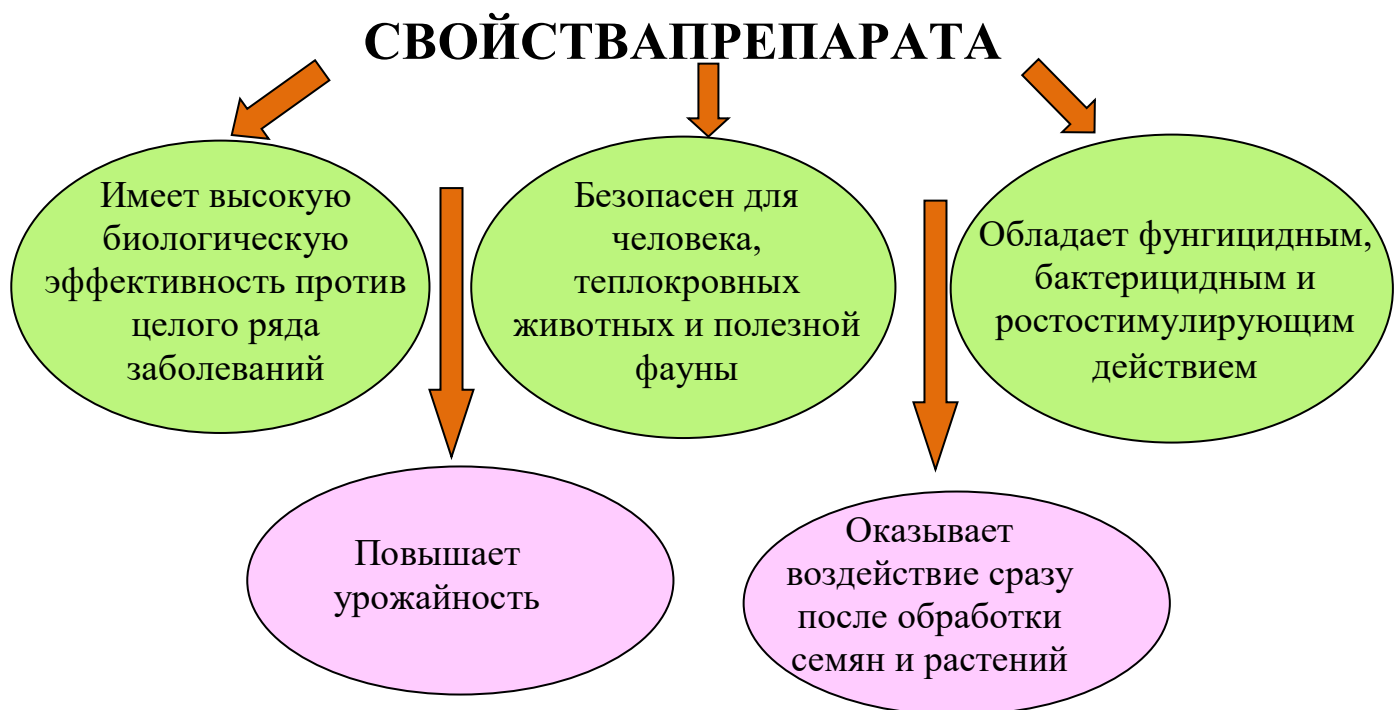 СВОЙСТВАПРЕПАРАТА
Имеет высокую
биологическую
эффективность против
целого ряда
заболеваний
Безопасен для
человека,
теплокровных
животных и полезной
фауны
Обладает фунгицидным,
бактерицидным и
ростостимулирующим
действием
Повышает
урожайность
Оказывает
воздействие сразу
после обработки
семян и растений